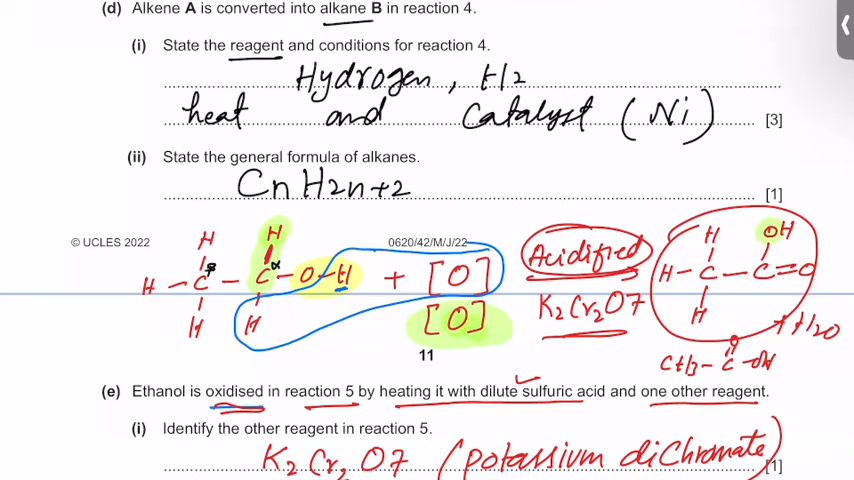 (d) Alkene A is converted into alkane B in reaction 4.
(i) State the reagent and conditions for reaction 4.
Hydrogen, H2
heat and Catalyst (Ni) [3]
(ii) State the general formula of alkanes.
CnH2n+2 [1]
© UCLES 2022
0620/42/M/J/22
H H
β α
H - C - C - O - H + [O]
H H
[O]
Acidified
K2Cr2O7
H OH
H - C - C = O
H
+ H2O
O
CH3 - C - OH
11
(e) Ethanol is oxidised in reaction 5 by heating it with dilute sulfuric acid and one other reagent.
(i) Identify the other reagent in reaction 5.
K2Cr2O7 (potassium diChromate) [1]